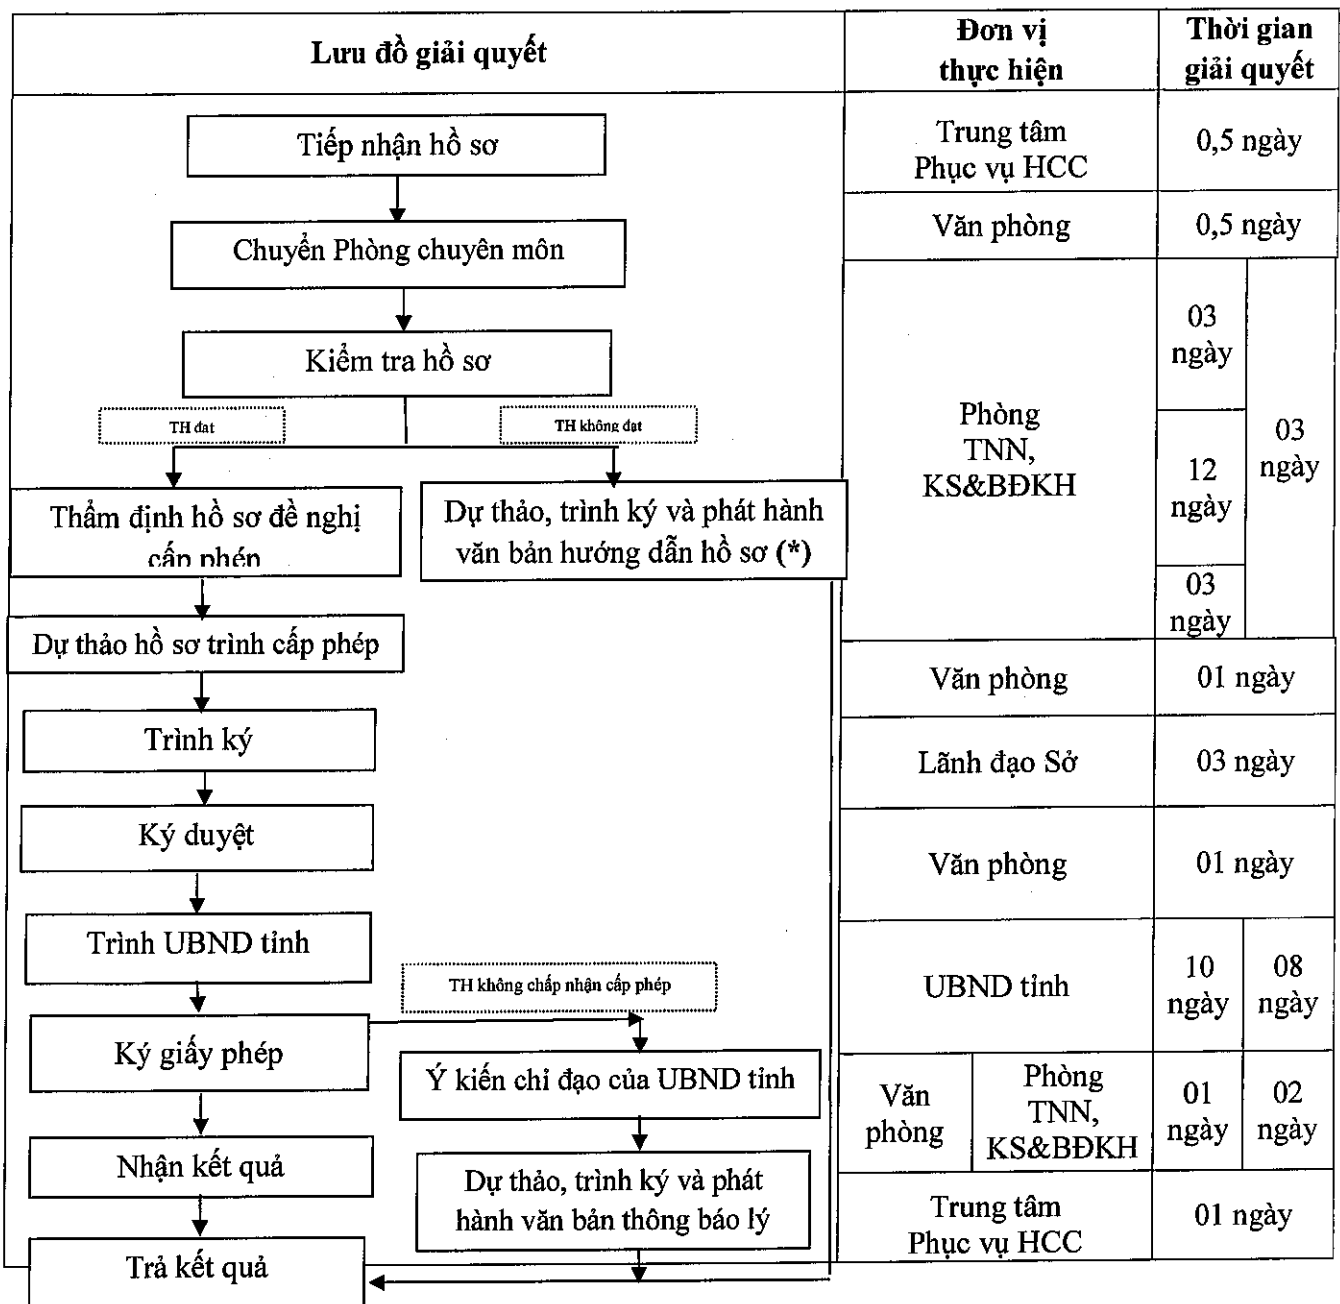 Lưu đồ giải quyết
Đơn vị
thực hiện
Thời gian
giải quyết
Tiếp nhận hồ sơ
Trung tâm
Phục vụ HCC
0,5 ngày
Chuyển Phòng chuyên môn
Văn phòng
0,5 ngày
Kiểm tra hồ sơ
Phòng
TNN,
KS&BĐKH
03
ngày
12
ngày
03
ngày
03
ngày
TH đat
TH không đat
Thẩm định hồ sơ đề nghị
cấp phép
Dự thảo, trình ký và phát hành
văn bản hướng dẫn hồ sơ (*)
Dự thảo hồ sơ trình cấp phép
Văn phòng
01 ngày
Trình ký
Lãnh đạo Sở
03 ngày
Ký duyệt
Văn phòng
01 ngày
Trình UBND tỉnh
TH không chấp nhận cấp phép
UBND tỉnh
10
ngày
08
ngày
Ký giấy phép
Ý kiến chỉ đạo của UBND tỉnh
Văn
phòng
Phòng
TNN,
KS&BĐKH
01
ngày
02
ngày
Nhận kết quả
Dự thảo, trình ký và phát
hành văn bản thông báo lý
Trung tâm
Phục vụ HCC
01 ngày
Trả kết quả